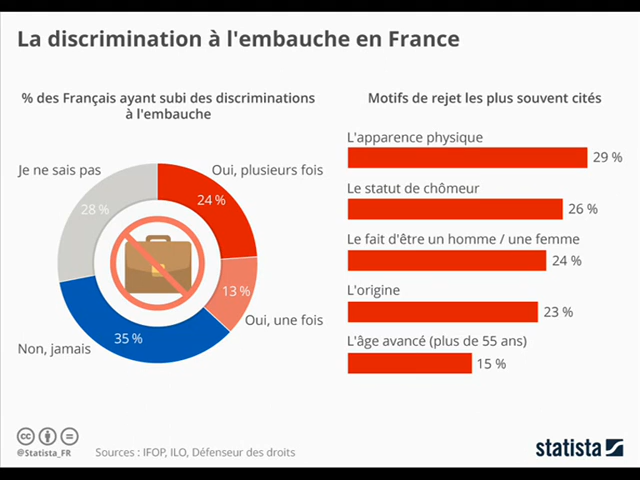 La discrimination à l'embauche en France
% des Français ayant subi des discriminations
à l'embauche
Je ne sais pas
28 %
Oui, plusieurs fois
24 %
13 %
Oui, une fois
35 %
Non, jamais
Motifs de rejet les plus souvent cités
L'apparence physique
29 %
Le statut de chômeur
26 %
Le fait d'être un homme / une femme
24 %
L'origine
23 %
L'âge avancé (plus de 55 ans)
15 %
cc
@Statista_FR
Sources : IFOP, ILO, Défenseur des droits
statista